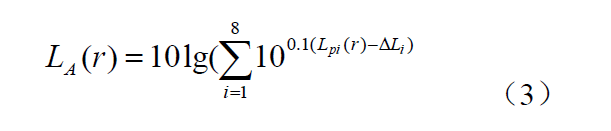 L_A(r) = 10lg(∑_{i=1}^{8} 10^{0.1(L_{pi}(r)−ΔL_i)}
（3）